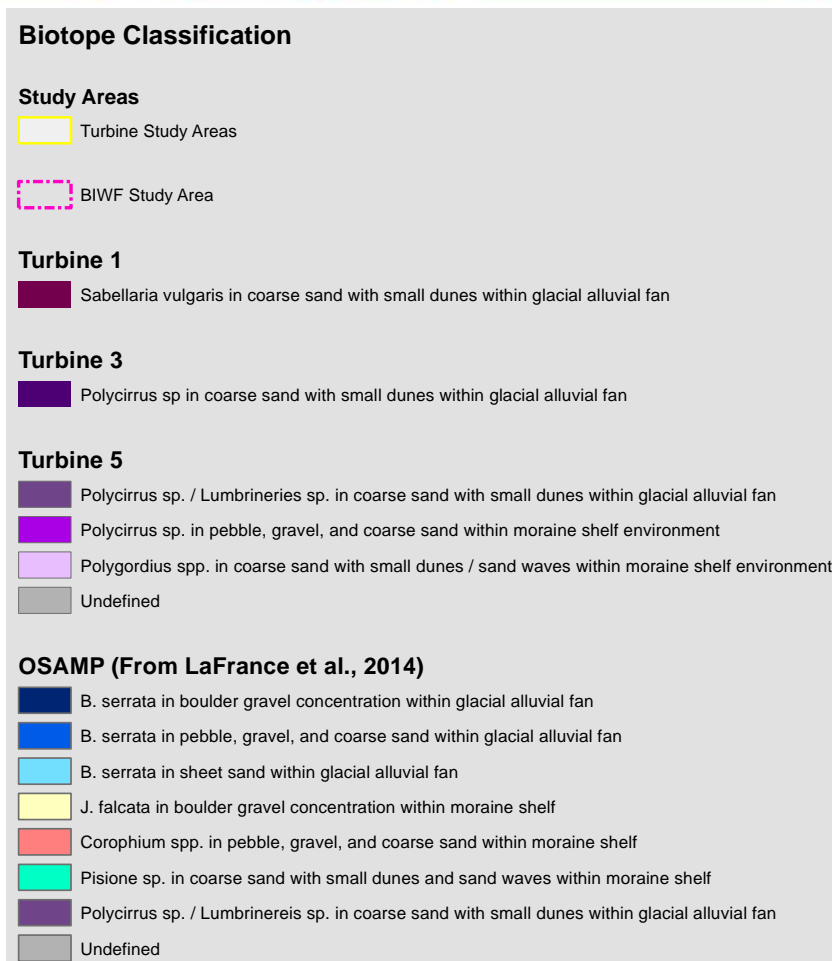 Biotope Classification
Study Areas
Turbine Study Areas
BIWF Study Area
Turbine 1
Sabellaria vulgaris in coarse sand with small dunes within glacial alluvial fan
Turbine 3
Polycirrus sp in coarse sand with small dunes within glacial alluvial fan
Turbine 5
Polycirrus sp. / Lumbrineries sp. in coarse sand with small dunes within glacial alluvial fan
Polycirrus sp. in pebble, gravel, and coarse sand within moraine shelf environment
Polygordius spp. in coarse sand with small dunes / sand waves within moraine shelf environment
Undefined
OSAMP (From LaFrance et al., 2014)
B. serrata in boulder gravel concentration within glacial alluvial fan
B. serrata in pebble, gravel, and coarse sand within glacial alluvial fan
B. serrata in sheet sand within glacial alluvial fan
J. falcata in boulder gravel concentration within moraine shelf
Corophium spp. in pebble, gravel, and coarse sand within moraine shelf
Pisione sp. in coarse sand with small dunes and sand waves within moraine shelf
Polycirrus sp. / Lumbrinereis sp. in coarse sand with small dunes within glacial alluvial fan
Undefined